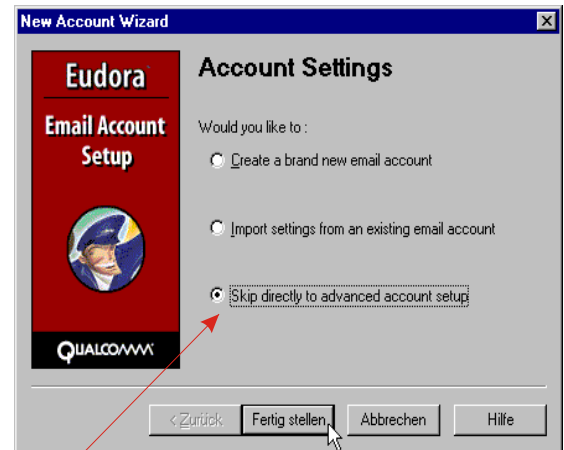 New Account Wizard
Eudora
Email Account
Setup
QUALCOMM
Account Settings
Would you like to :
Create a brand new email account
Import settings from an existing email account
Skip directly to advanced account setup
< Zurück
Fertig stellen
Abbrechen
Hilfe